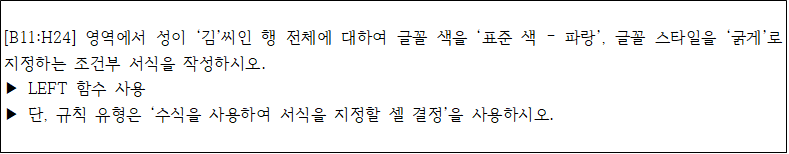 [B11:H24] 영역에서 성이 ‘김’씨인 행 전체에 대하여 글꼴 색을 ‘표준 색 - 파랑’, 글꼴 스타일을 ‘굵게’로
지정하는 조건부 서식을 작성하시오.
▶ LEFT 함수 사용
▶ 단, 규칙 유형은 ‘수식을 사용하여 서식을 지정할 셀 결정’을 사용하시오.